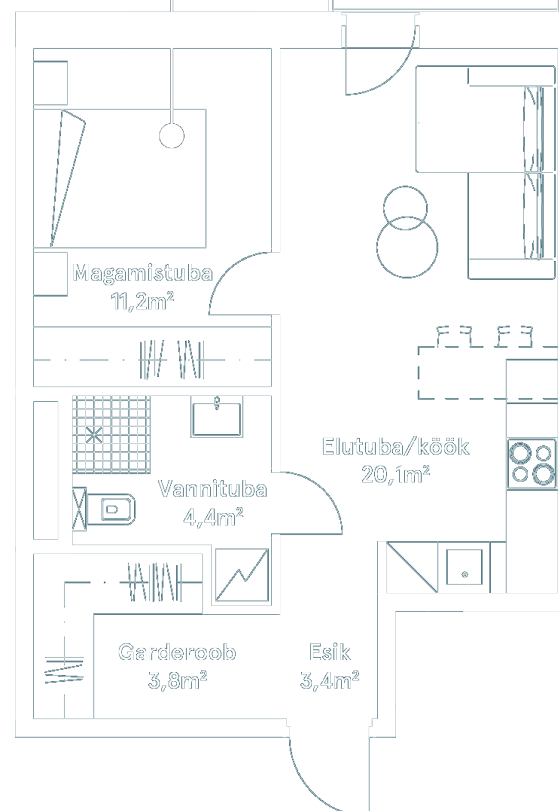 Magamistuba
11,2m²
Elutuba/köök
20,1m²
Vannituba
4,4m²
Garderoob
3,8m²
Esik
3,4m²